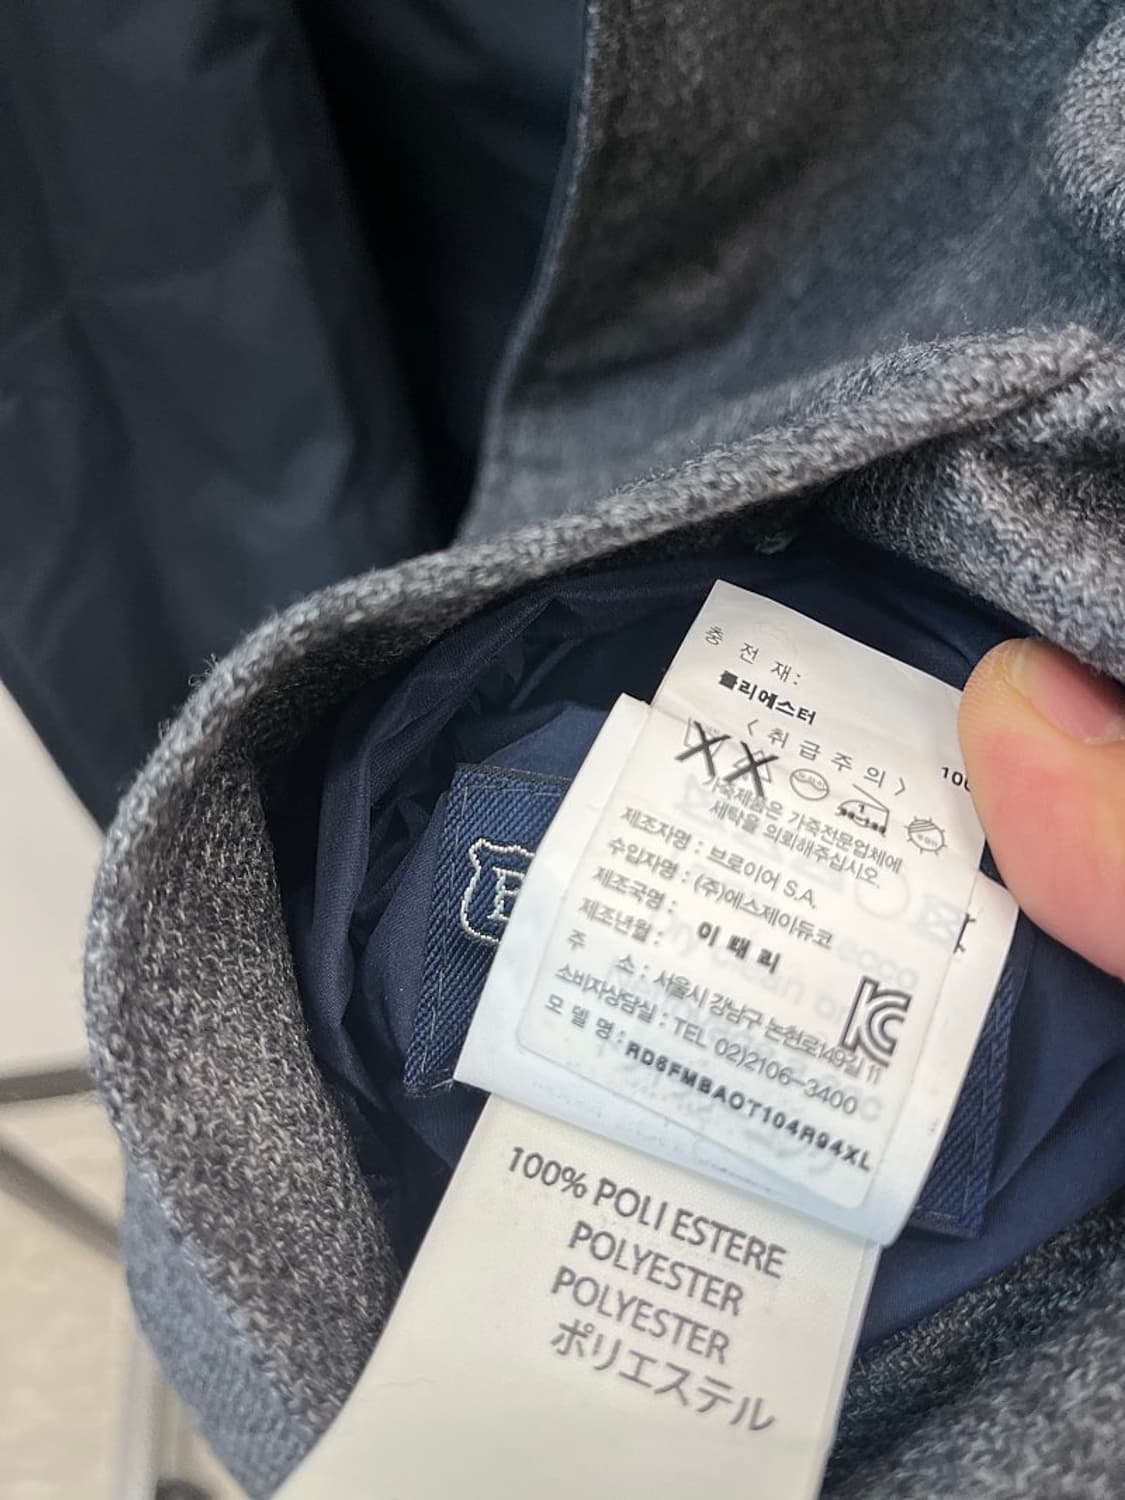 충 전 재:
폴리에스터
100
< 취 급 주 의 >
가죽제품은 가죽전문업체에
세탁을 의뢰해주십시오.
제조자명 : 브로이어 S.A.
수입자명 : (주)에스제이듀코
제조국명 : 이태리
제조년월 :
주 소 : 서울시 강남구 논현로149길 11
소비자상담실 : TEL 02)2106-3400
모 델 명 : RD6FMBAOT104R94XL
100% POLIESTERE
POLYESTER
POLYESTER
ポリエステル